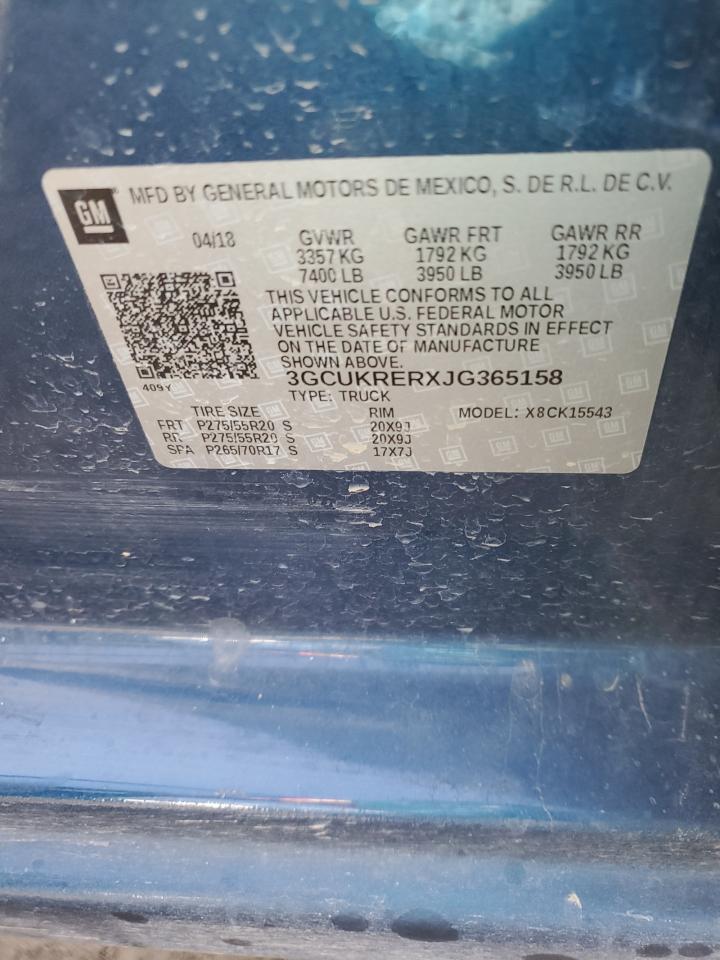 GM
MFD BY GENERAL MOTORS DE MEXICO, S. DE R.L. DE C.V.
04/18 GVWR GAWR FRT GAWR RR
3357 KG 1792 KG 1792 KG
7400 LB 3950 LB 3950 LB
THIS VEHICLE CONFORMS TO ALL
APPLICABLE U.S. FEDERAL MOTOR
VEHICLE SAFETY STANDARDS IN EFFECT
ON THE DATE OF MANUFACTURE
SHOWN ABOVE.
3GCUKRERXJG365158
409Y
TYPE: TRUCK
TIRE SIZE RIM MODEL: X8CK15543
FRT P275/55R20 S 20X9J
RR P275/55R20 S 20X9J
SPA P265/70R17 S 17X7J